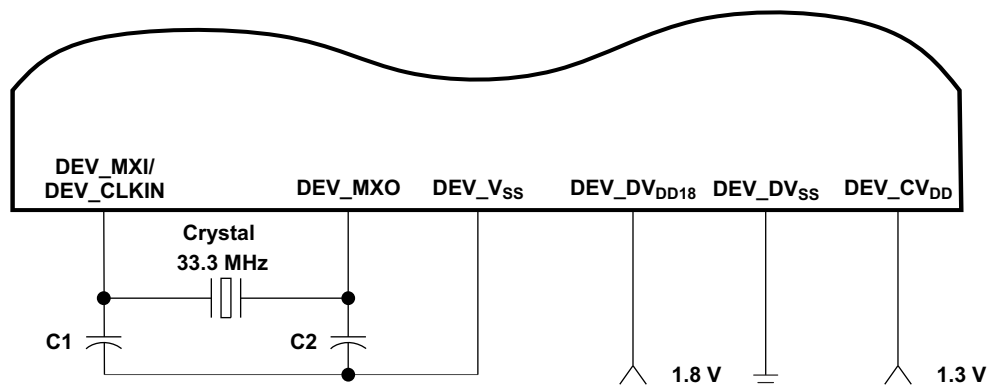 DEV_MXI/
DEV_CLKIN
DEV_MXO
DEV_VSS
DEV_DVDD18
DEV_DVSS
DEV_CVDD
Crystal
33.3 MHz
C1
C2
1.8 V
1.3 V